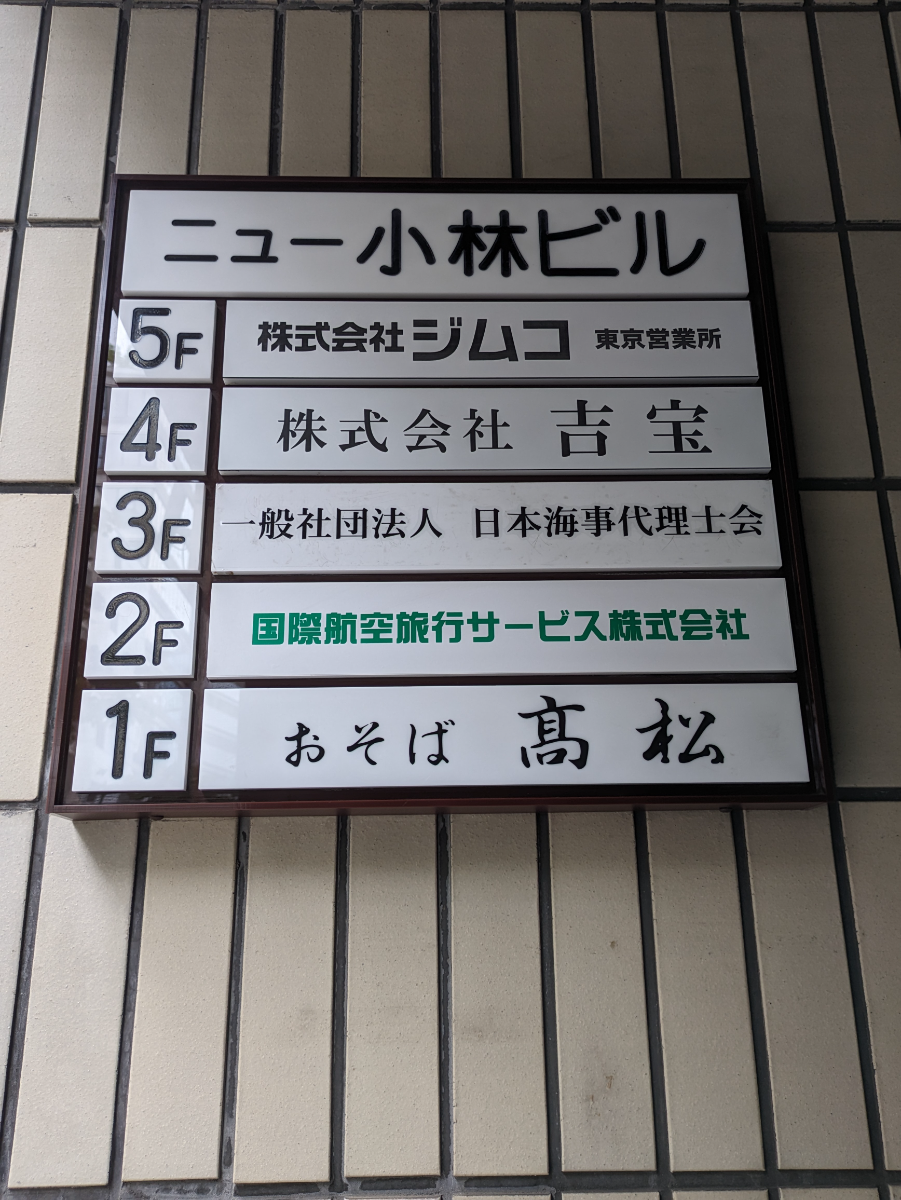 ニュー小林ビル
5F 株式会社ジムコ 東京営業所
4F 株式会社 吉宝
3F 一般社団法人 日本海事代理士会
2F 国際航空旅行サービス株式会社
1F おそば 髙松